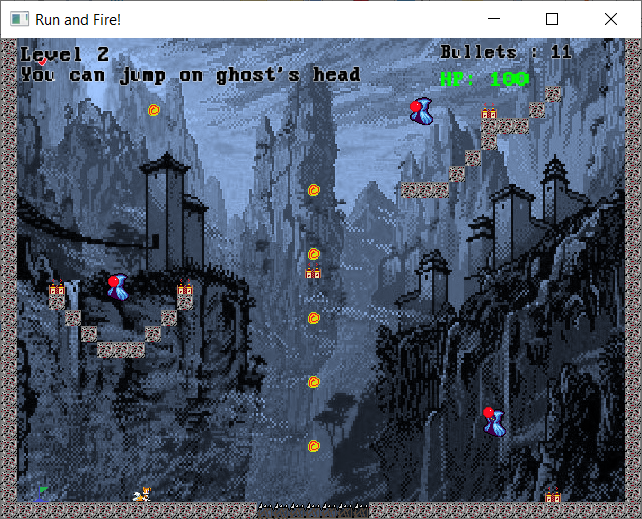 Run and Fire!
Level 2
Bullets : 11
You can jump on ghost's head
HP: 100